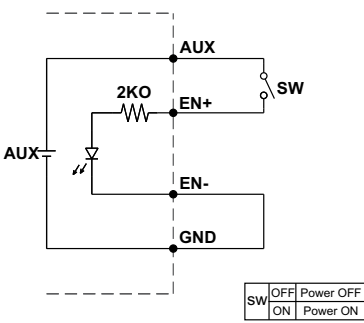 AUX
SW
2KO
EN+
AUX
EN-
GND
SW OFF Power OFF
ON Power ON